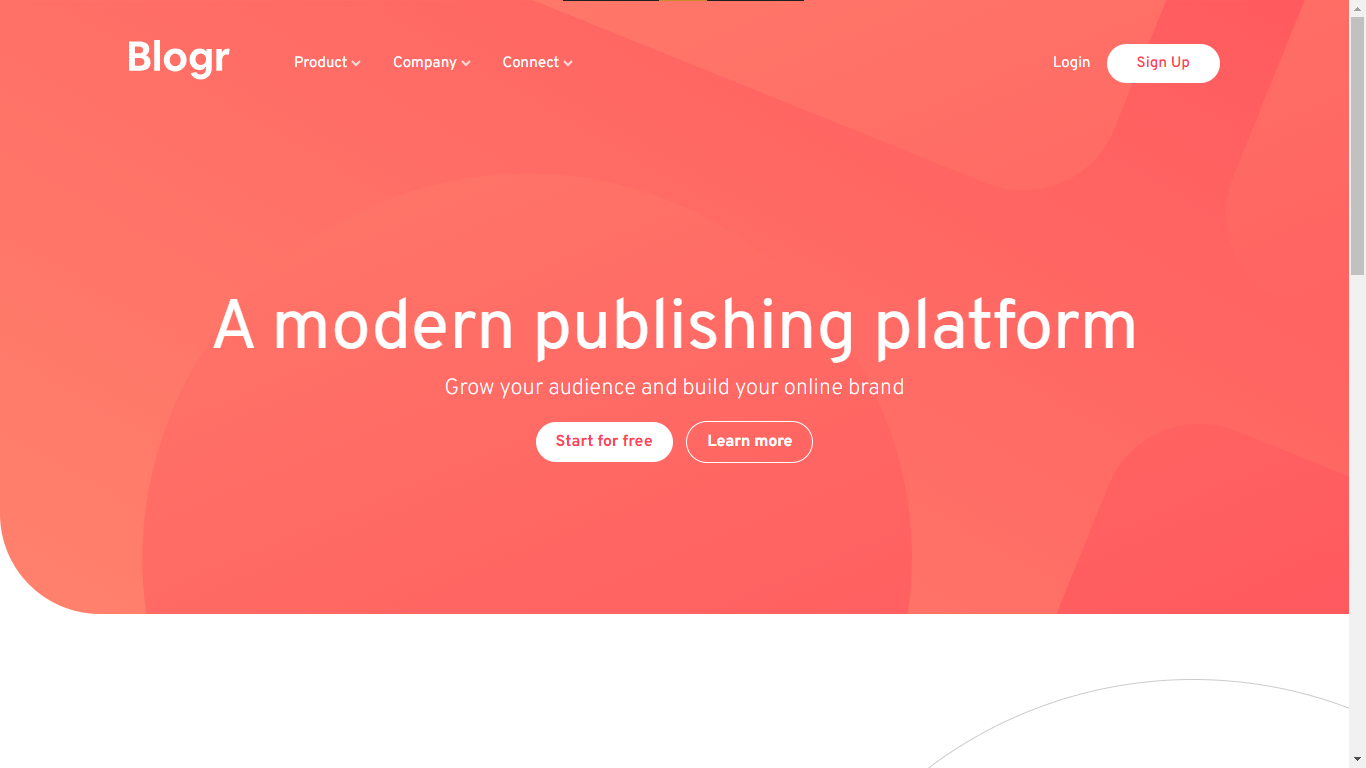 Blogr Product Company Connect Login Sign Up
A modern publishing platform
Grow your audience and build your online brand
Start for free Learn more